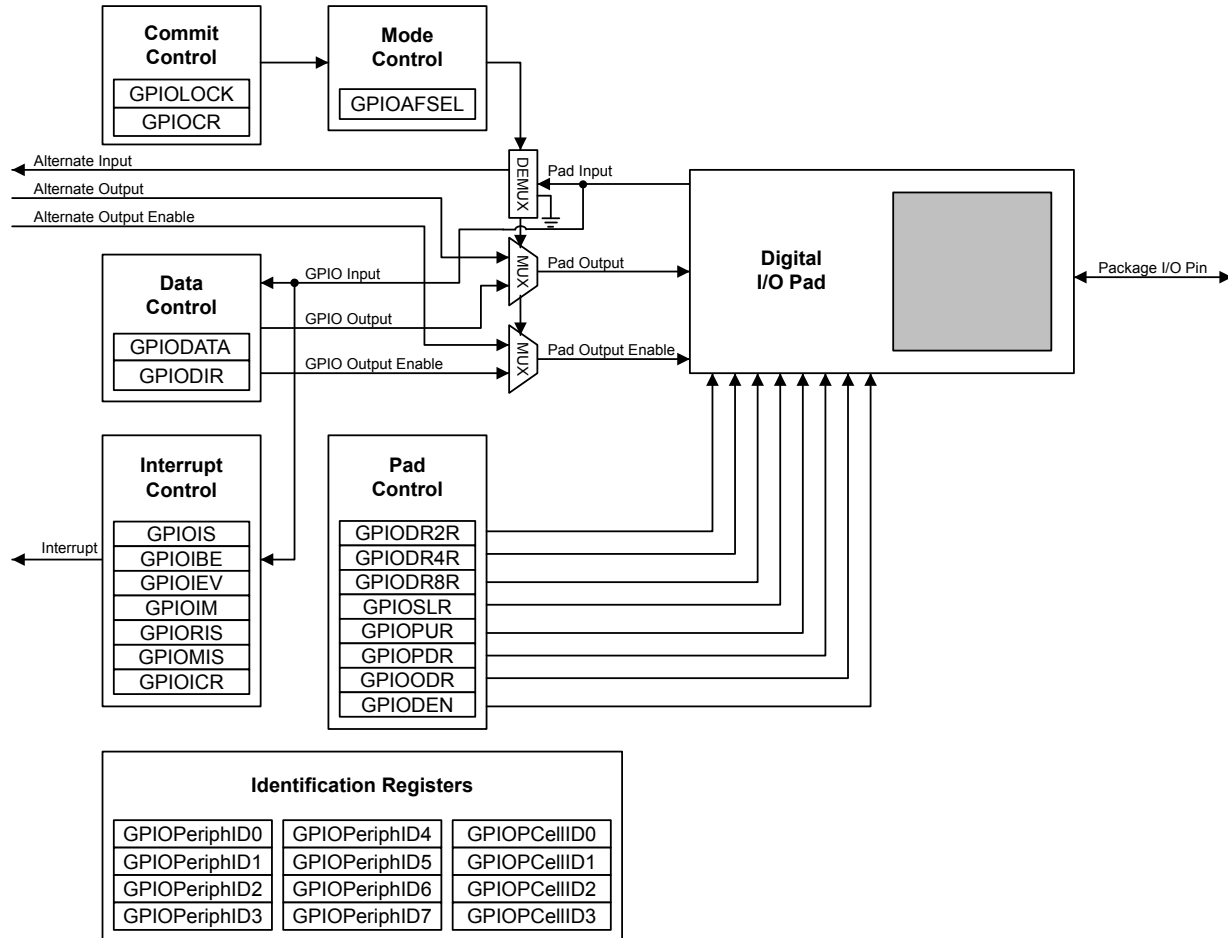 Commit
Control
GPIOLOCK
GPIOCR
Mode
Control
GPIOAFSEL
Alternate Input
Alternate Output
Alternate Output Enable
DEMUX
Pad Input
MUX
Pad Output
MUX
Pad Output Enable
Digital
I/O Pad
Package I/O Pin
Data
Control
GPIODATA
GPIODIR
GPIO Input
GPIO Output
GPIO Output Enable
Interrupt
Control
GPIOIS
GPIOIBE
GPIOIEV
GPIOIM
GPIORIS
GPIOMIS
GPIOICR
Interrupt
Pad
Control
GPIODR2R
GPIODR4R
GPIODR8R
GPIOSLR
GPIOPUR
GPIOPDR
GPIOODR
GPIODEN
Identification Registers
GPIOPeriphID0
GPIOPeriphID1
GPIOPeriphID2
GPIOPeriphID3
GPIOPeriphID4
GPIOPeriphID5
GPIOPeriphID6
GPIOPeriphID7
GPIOPCellID0
GPIOPCellID1
GPIOPCellID2
GPIOPCellID3